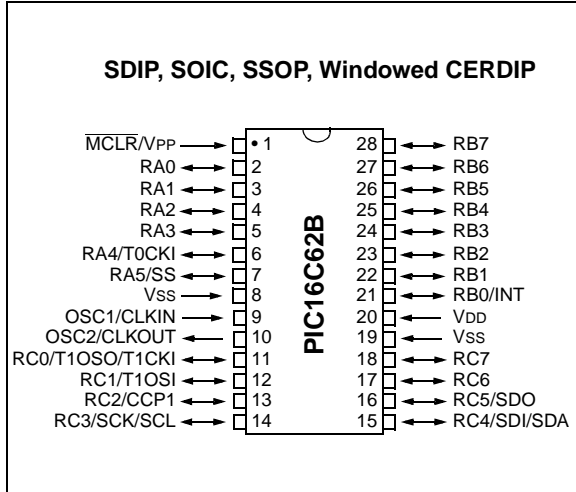 SDIP, SOIC, SSOP, Windowed CERDIP
MCLR/VPP • 1 28 RB7
RA0 2 27 RB6
RA1 3 26 RB5
RA2 4 25 RB4
RA3 5 24 RB3
RA4/T0CKI 6 23 RB2
RA5/SS 7 22 RB1
VSS 8 21 RB0/INT
OSC1/CLKIN 9 20 VDD
OSC2/CLKOUT 10 19 VSS
RC0/T1OSO/T1CKI 11 18 RC7
RC1/T1OSI 12 17 RC6
RC2/CCP1 13 16 RC5/SDO
RC3/SCK/SCL 14 15 RC4/SDI/SDA
PIC16C62B